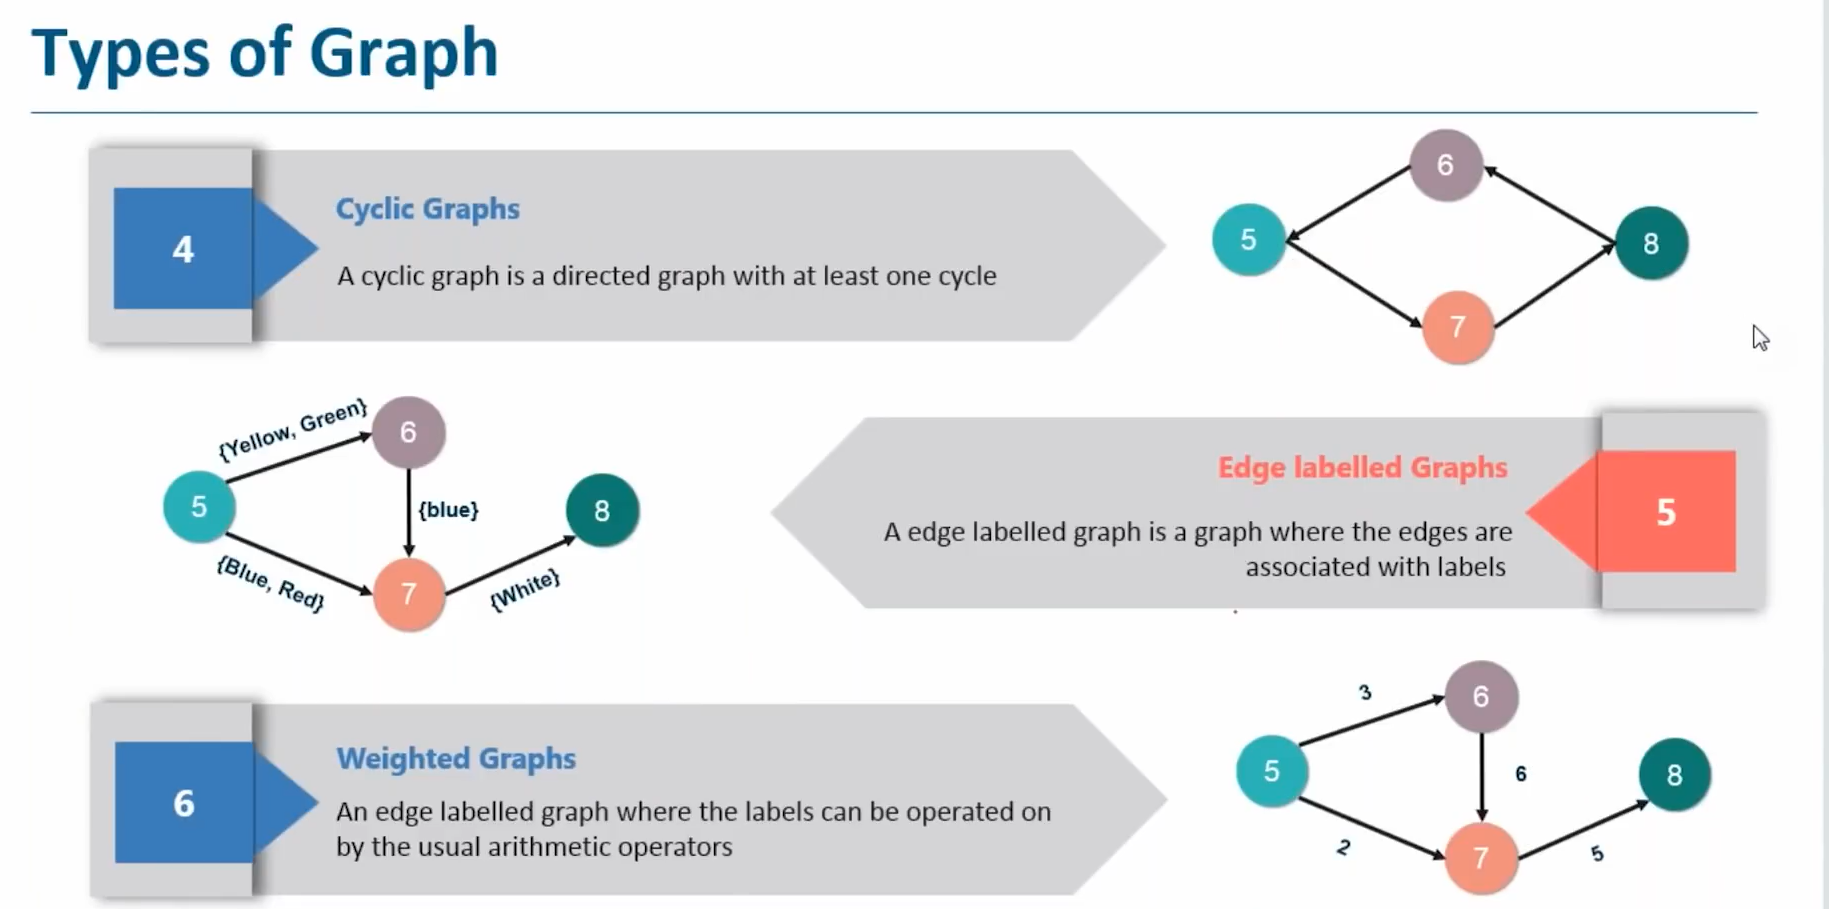 Types of Graph
4
Cyclic Graphs
A cyclic graph is a directed graph with at least one cycle
6
5
8
7
{Yellow, Green}
6
5
{blue}
8
{Blue, Red}
7
{White}
Edge labelled Graphs
A edge labelled graph is a graph where the edges are
associated with labels
5
6
Weighted Graphs
An edge labelled graph where the labels can be operated on
by the usual arithmetic operators
3
6
5
6
8
2
7
5